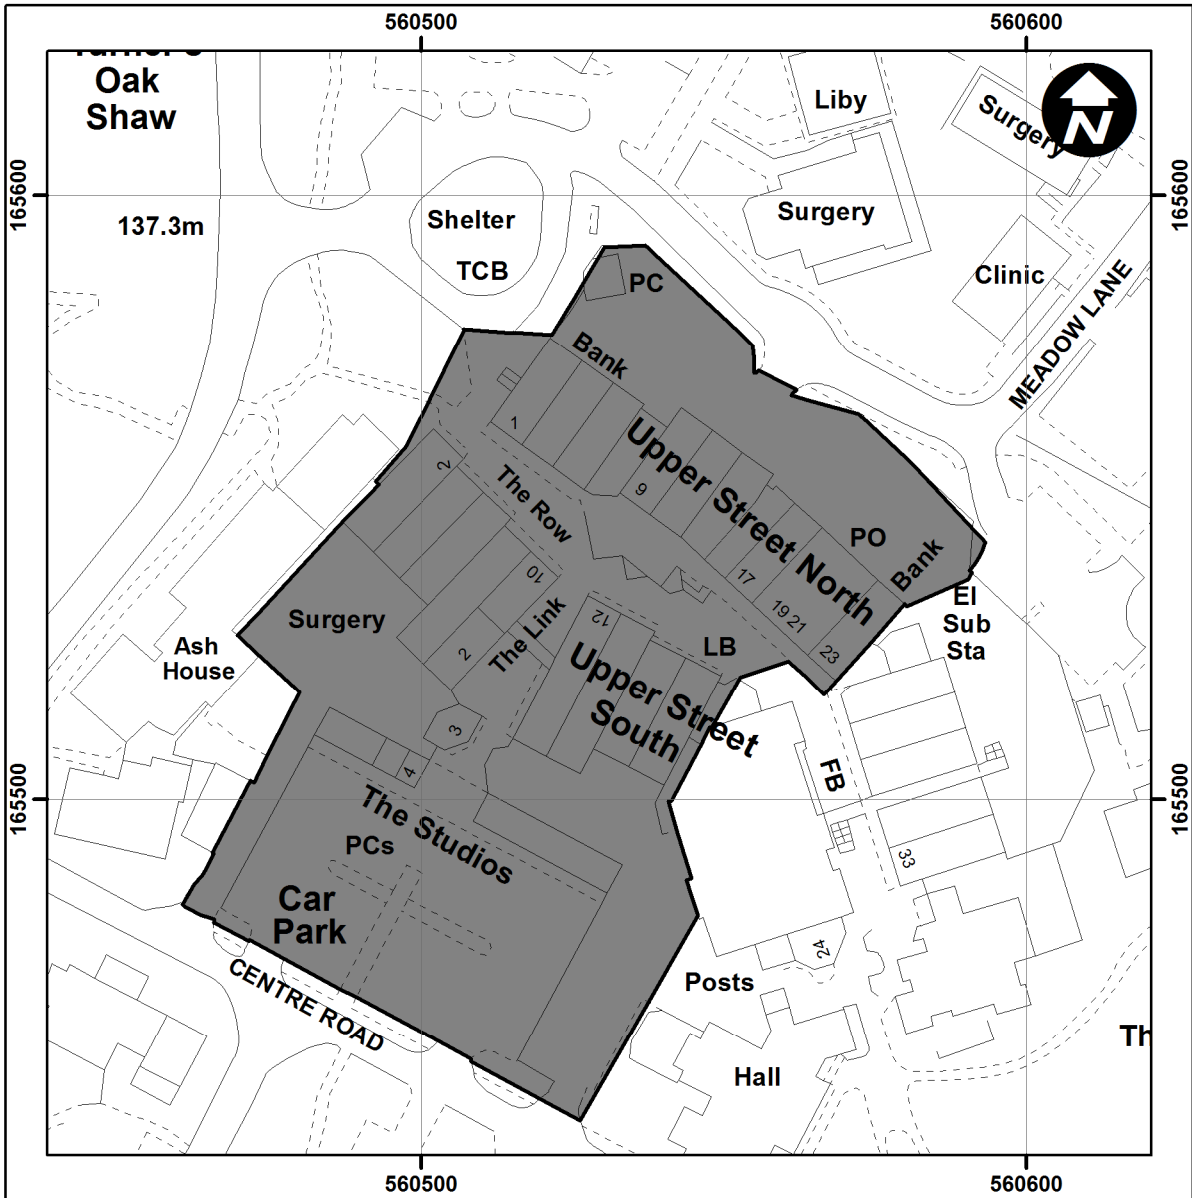 560500
560600
Oak
Shaw
Liby
Surgery
N
165600
165600
137.3m
Shelter
TCB
Surgery
Clinic
MEADOW LANE
PC
Bank
1
2
The Row
9
Upper Street North
PO
Bank
17
19 21
23
10
El
Sub
Sta
Surgery
Ash
House
2
The Link
12
LB
Upper Street
South
3
4
FB
165500
165500
The Studios
PCs
33
Car
Park
24
CENTRE ROAD
Posts
Hall
Th
560500
560600